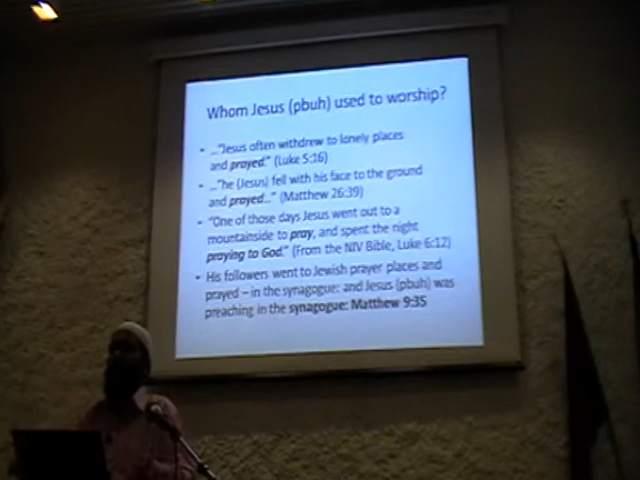 Whom Jesus (pbuh) used to worship?
• ..."Jesus often withdrew to lonely places
and prayed." (Luke 5:16)
• ..."he (Jesus) fell with his face to the ground
and prayed..." (Matthew 26:39)
• "One of those days Jesus went out to a
mountainside to pray, and spent the night
praying to God." (From the NIV Bible, Luke 6:12)
• His followers went to Jewish prayer places and
prayed – in the synagogue: and Jesus (pbuh) was
preaching in the synagogue: Matthew 9:35